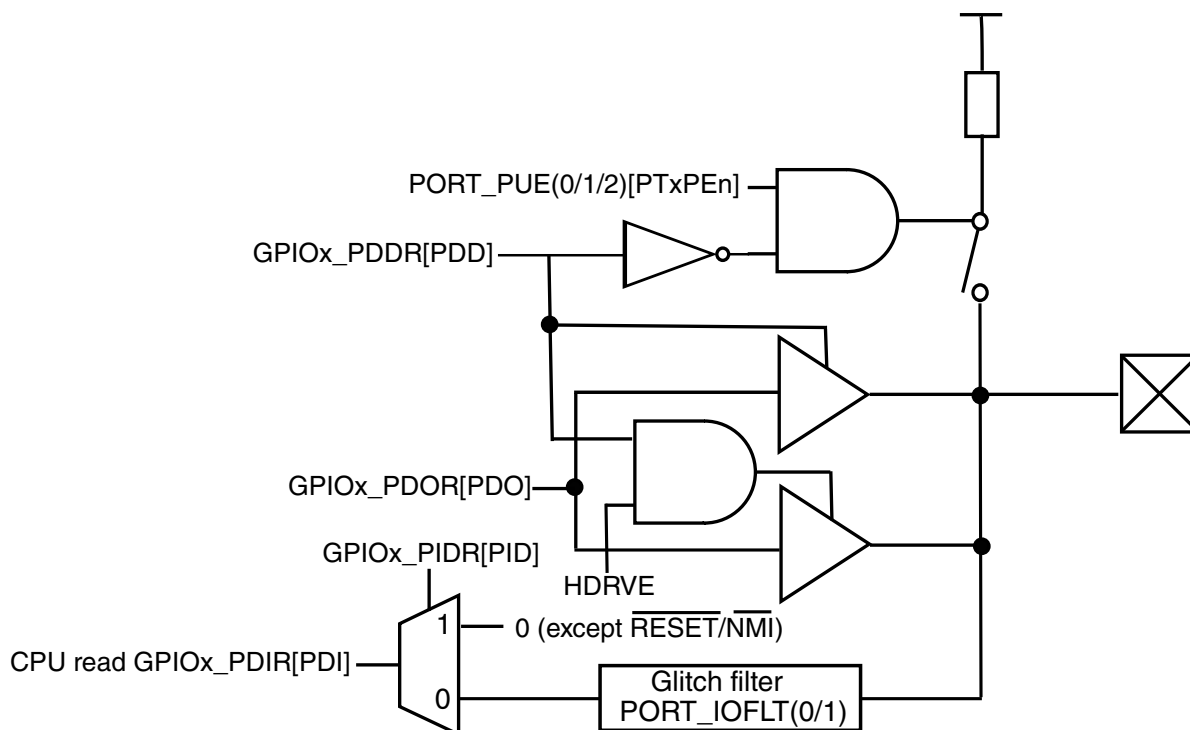 PORT_PUE(0/1/2)[PTxPEn]
GPIOx_PDDR[PDD]
GPIOx_PDOR[PDO]
GPIOx_PIDR[PID]
HDRVE
1
0 (except RESET/NMI)
CPU read GPIOx_PDIR[PDI]
0
Glitch filter
PORT_IOFLT(0/1)